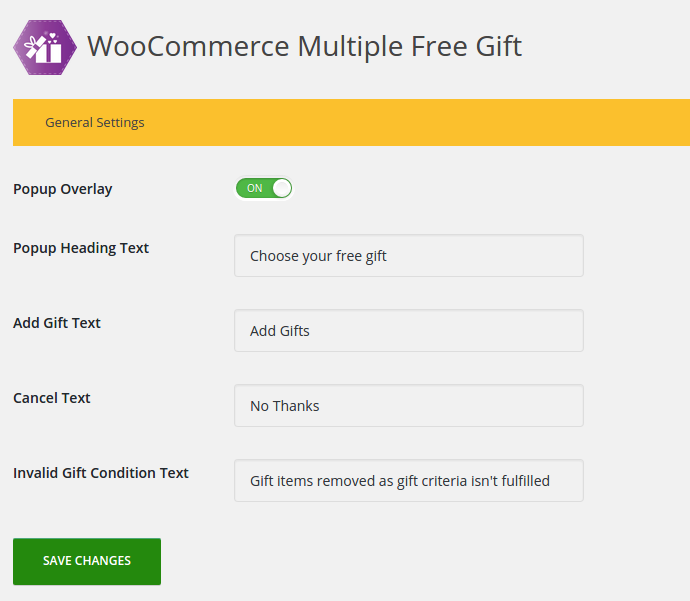 WooCommerce Multiple Free Gift
General Settings
Popup Overlay
ON
Popup Heading Text
Choose your free gift
Add Gift Text
Add Gifts
Cancel Text
No Thanks
Invalid Gift Condition Text
Gift items removed as gift criteria isn't fulfilled
SAVE CHANGES